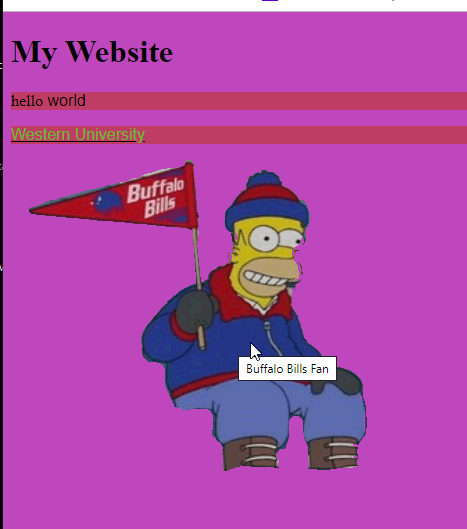 My Website
hello world
Western University
Buffalo
Bills
Buffalo Bills Fan